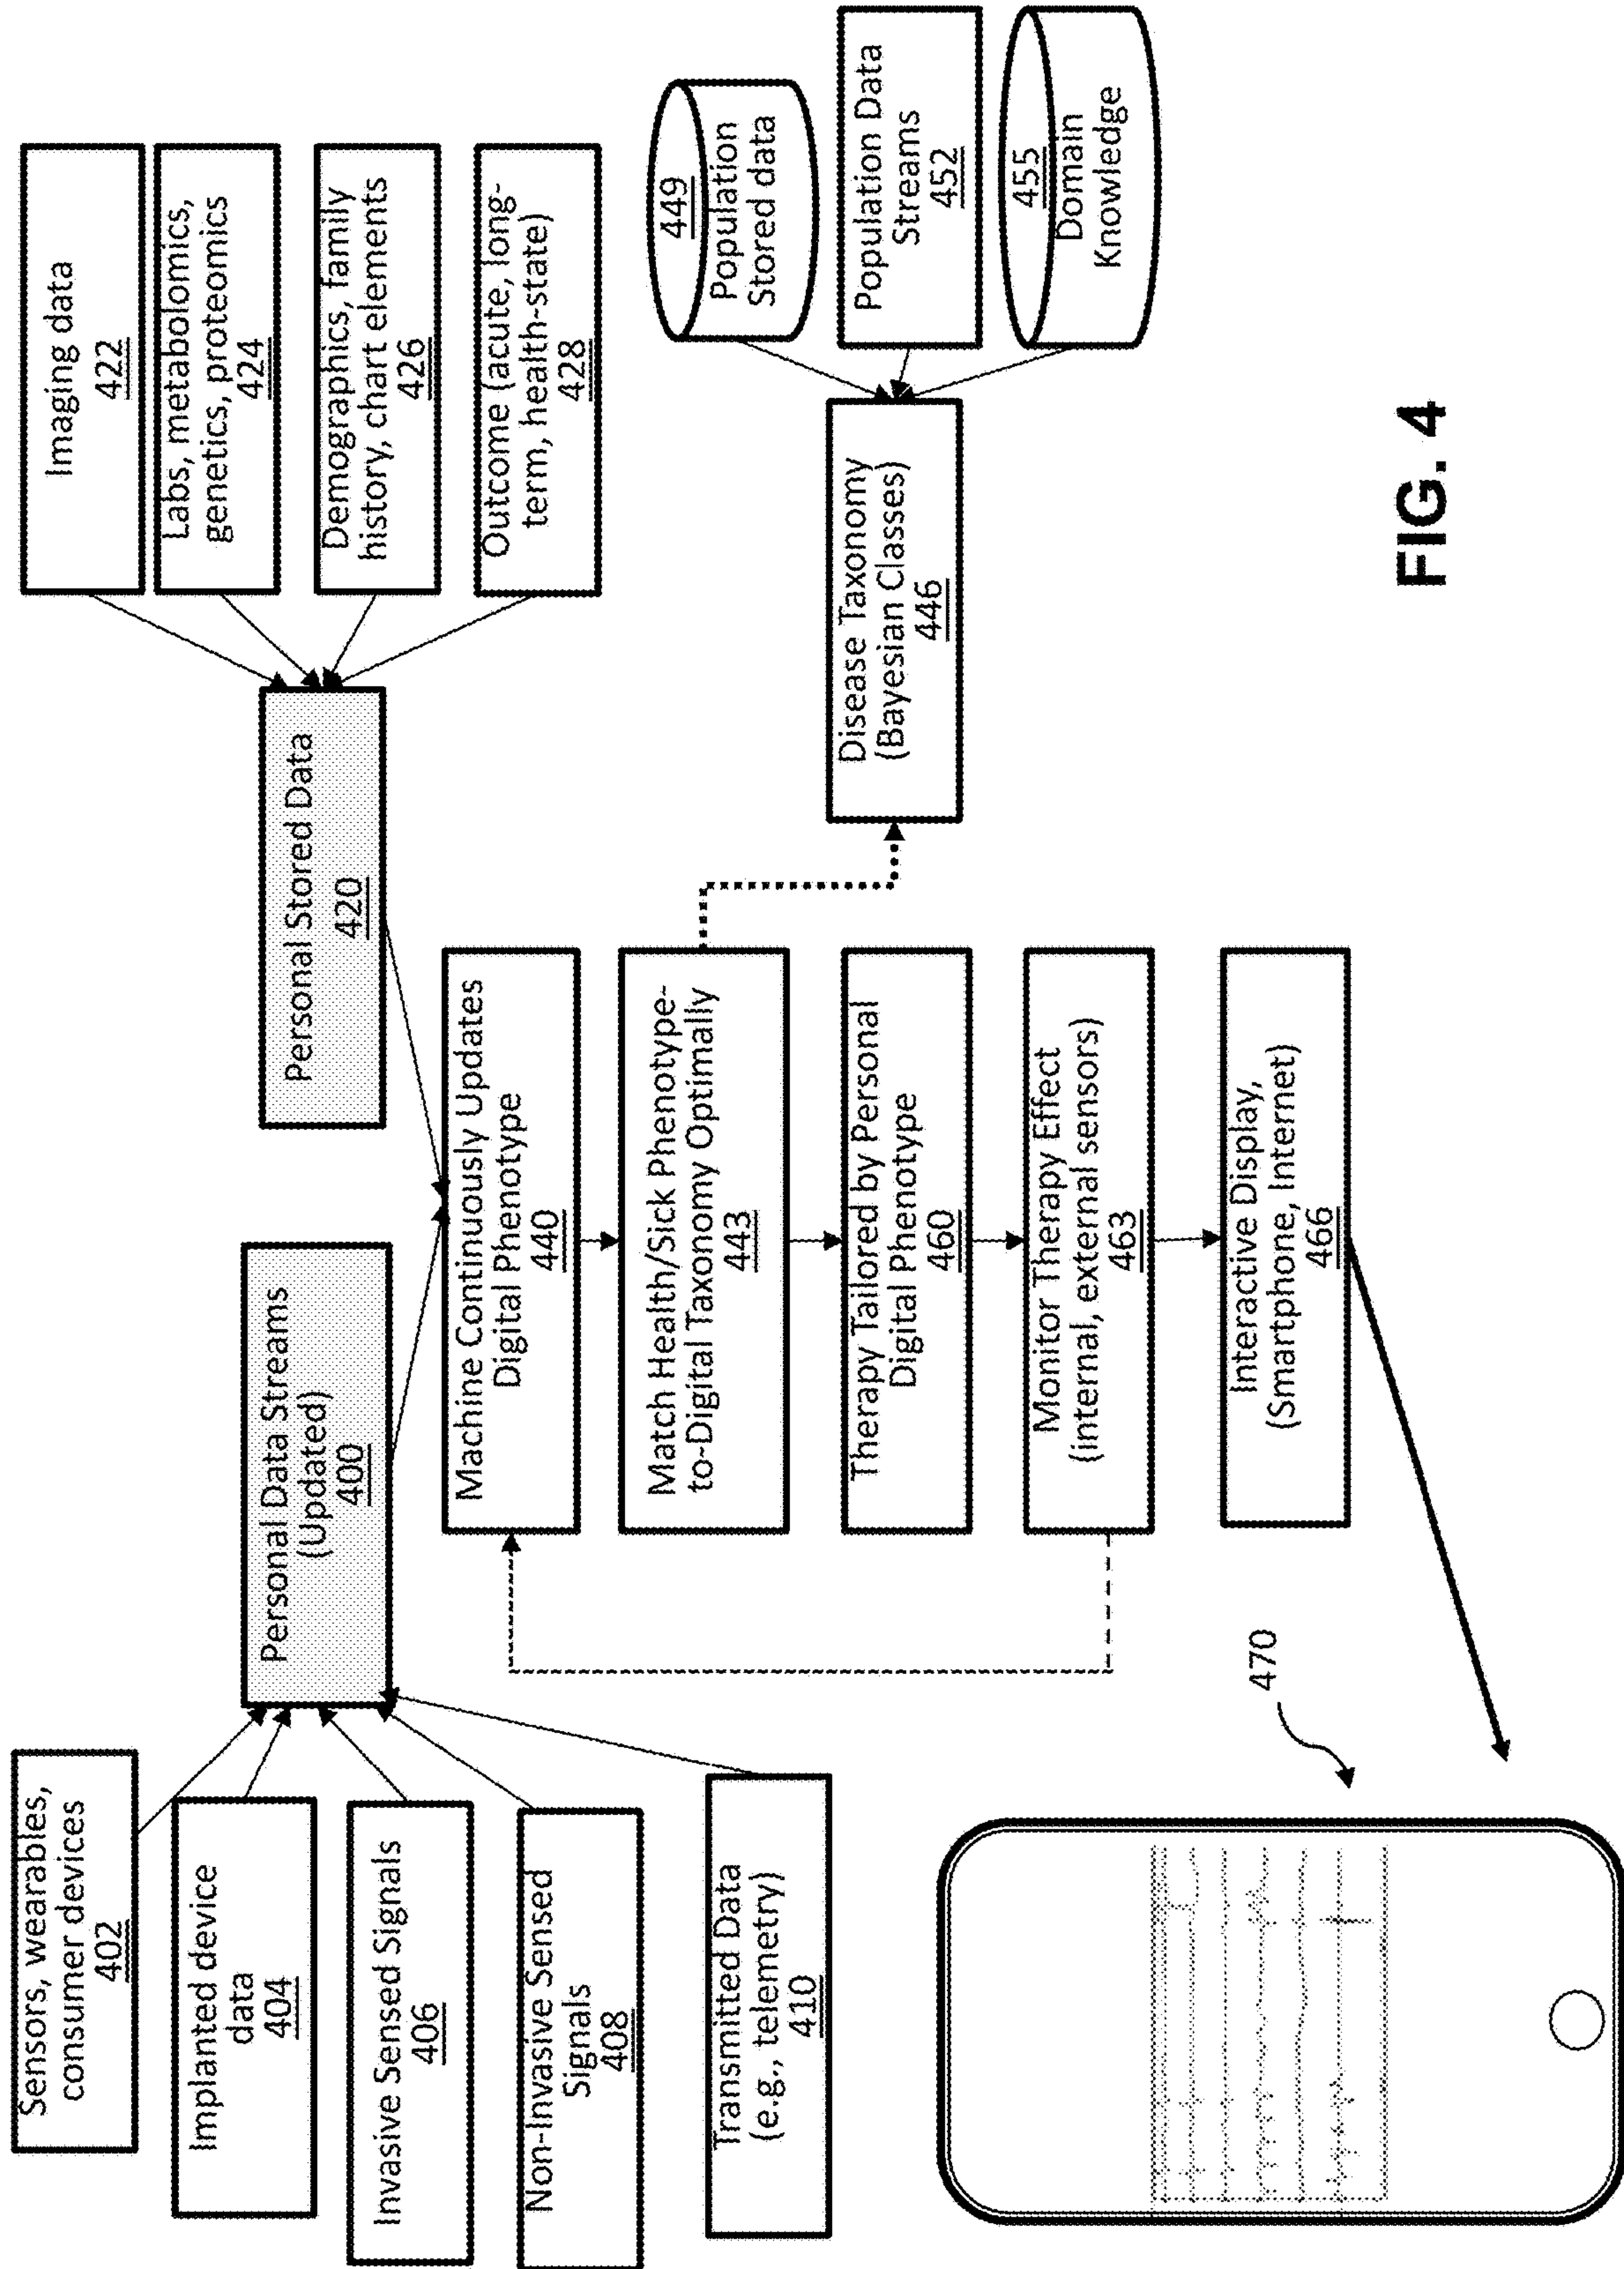 Sensors, wearables,
consumer devices
402
Implanted device
data
404
Invasive Sensed Signals
406
Non-Invasive Sensed
Signals
408
Transmitted Data
(e.g., telemetry)
410
Personal Data Streams
(Updated)
400
Personal Stored Data
420
Imaging data
422
Labs, metabolomics,
genetics, proteomics
424
Demographics, family
history, chart elements
426
Outcome (acute, long-
term, health-state)
428
Machine Continuously Updates
Digital Phenotype
440
Match Health/Sick Phenotype-
to-Digital Taxonomy Optimally
443
Therapy Tailored by Personal
Digital Phenotype
460
Monitor Therapy Effect
(internal, external sensors)
463
Interactive Display,
(Smartphone, Internet)
466
Disease Taxonomy
(Bayesian Classes)
446
449
Population
Stored data
Population Data
Streams
452
455
Domain
Knowledge
470
FIG. 4